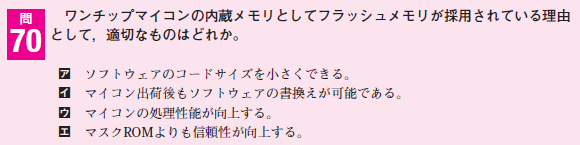 問
70
ワンチップマイコンの内蔵メモリとしてフラッシュメモリが採用されている理由
として，適切なものはどれか。
ア ソフトウェアのコードサイズを小さくできる。
イ マイコン出荷後もソフトウェアの書換えが可能である。
ウ マイコンの処理性能が向上する。
エ マスクROMよりも信頼性が向上する。